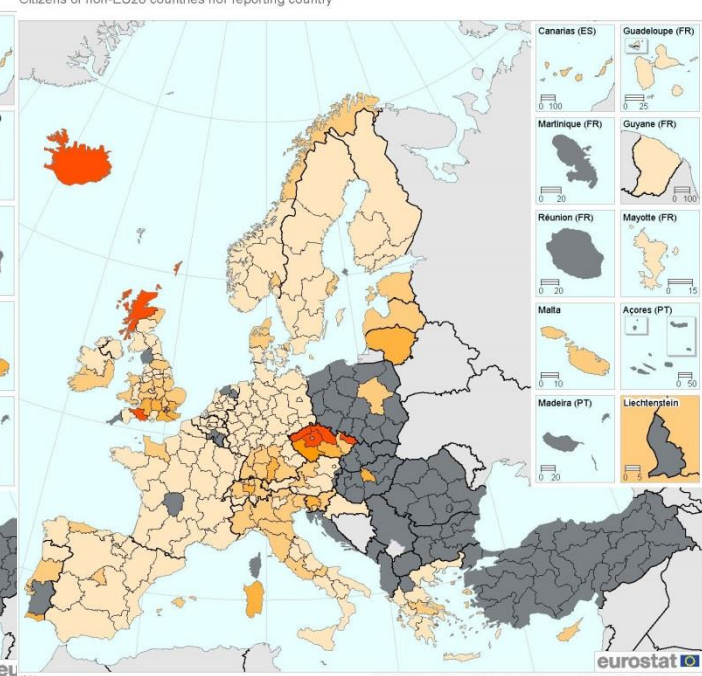 Citizens of non-EU28 countries nor reporting country
Canarias (ES)
0 100
Guadeloupe (FR)
0 25
Martinique (FR)
0 20
Guyane (FR)
0 100
Réunion (FR)
0 20
Mayotte (FR)
0 15
Malta
0 10
Açores (PT)
0 50
Madeira (PT)
0 20
Liechtenstein
0 5
eurostat
eu